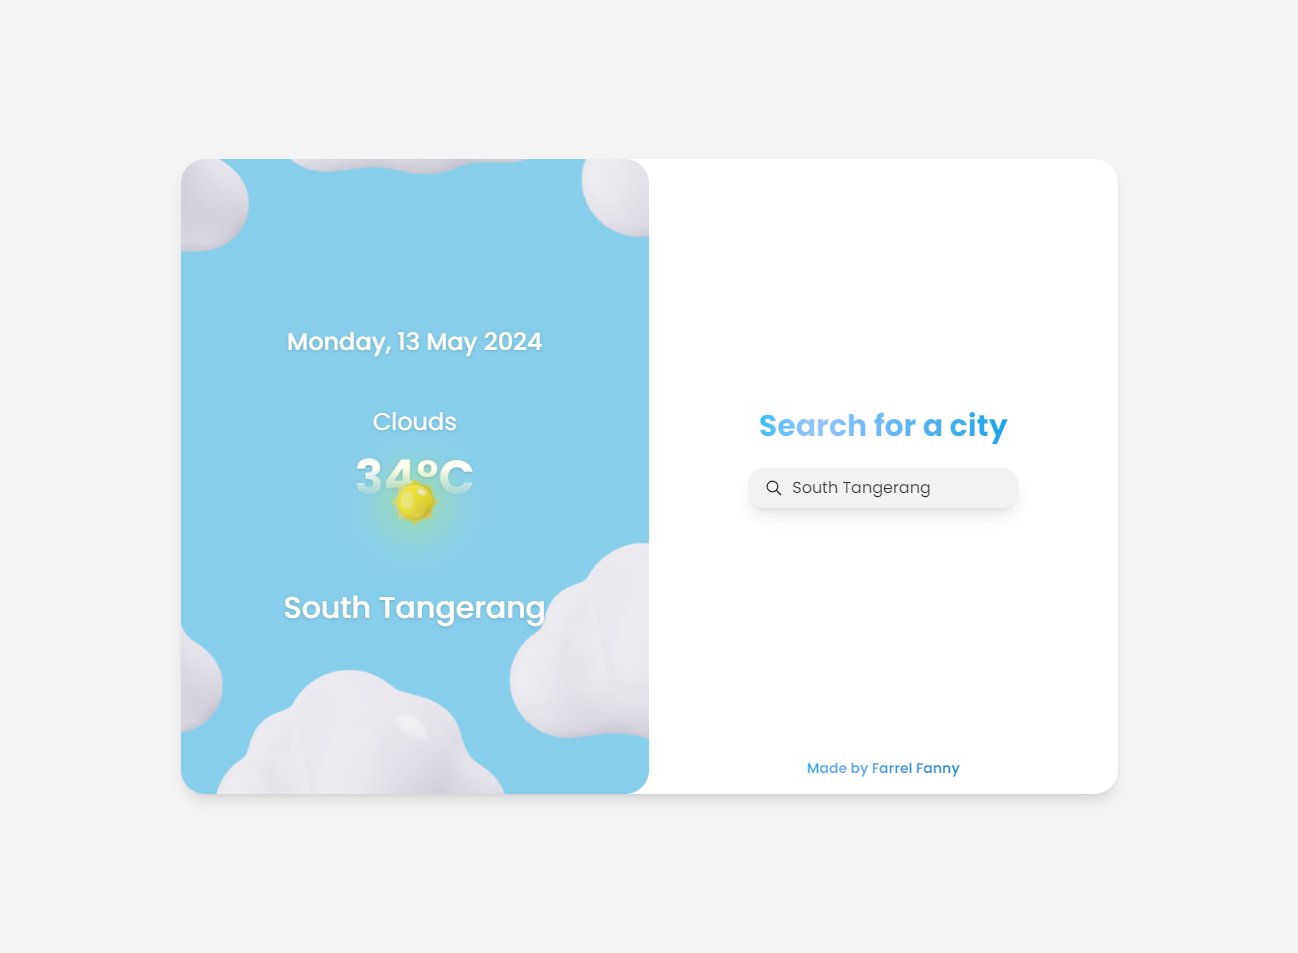 Monday, 13 May 2024
Clouds
34°C
South Tangerang
Search for a city
South Tangerang
Made by Farrel Fanny